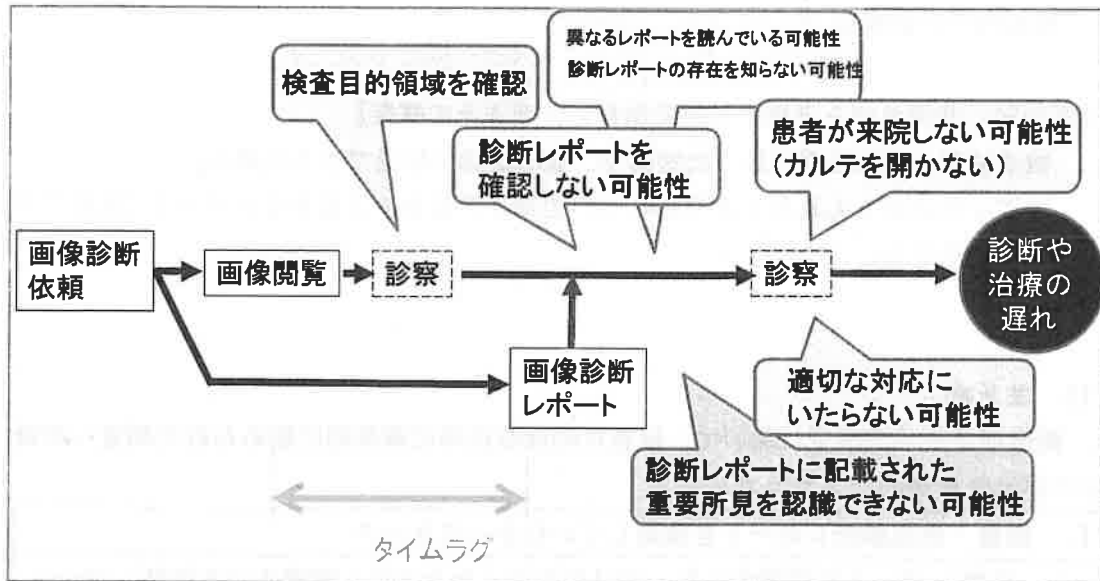 異なるレポートを読んでいる可能性
診断レポートの存在を知らない可能性
検査目的領域を確認
診断レポートを
確認しない可能性
患者が来院しない可能性
(カルテを開かない)
画像診断
依頼
画像閲覧
診察
診察
診断や
治療の
遅れ
画像診断
レポート
適切な対応に
いたらない可能性
診断レポートに記載された
重要所見を認識できない可能性
タイムラグ